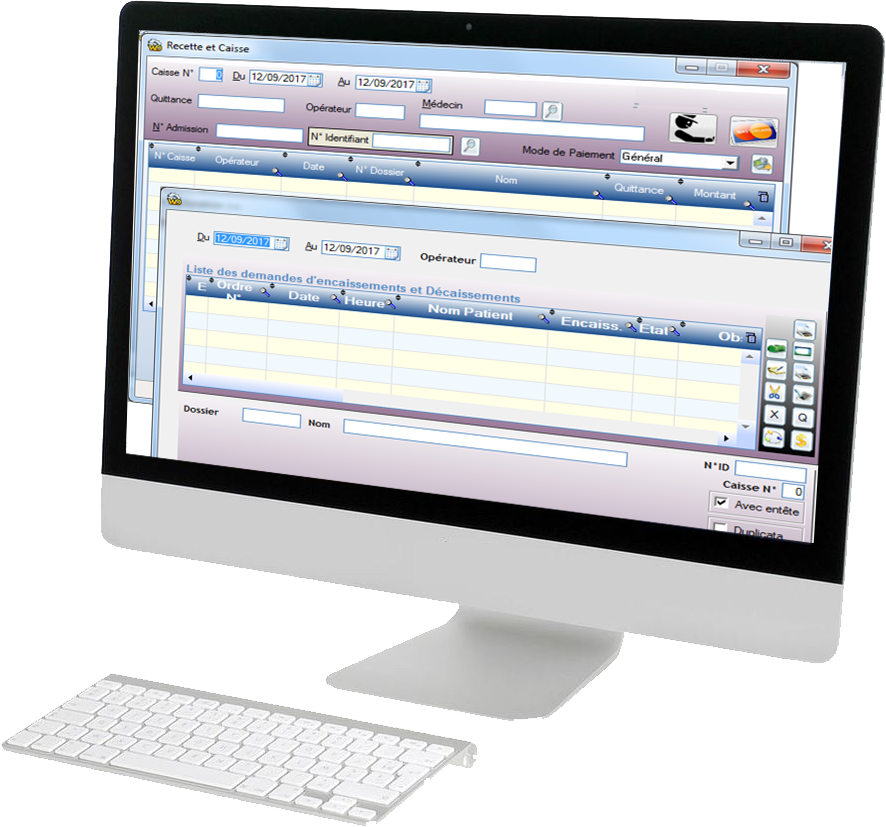 Recette et Caisse
Caisse N° 0 Du 12/09/2017 Au 12/09/2017
Quittance Opérateur Médecin
N° Admission N° Identifiant
Mode de Paiement Général
N° Caisse Opérateur Date N° Dossier Nom Quittance Montant
Du 12/09/2017 Au 12/09/2017 Opérateur
Liste des demandes d'encaissements et Décaissements
E Ordre N° Date Heure Nom Patient Encaiss. Etat Ob
X Q
Dossier Nom
N°ID
Caisse N° 0
Avec entête
Duplicata